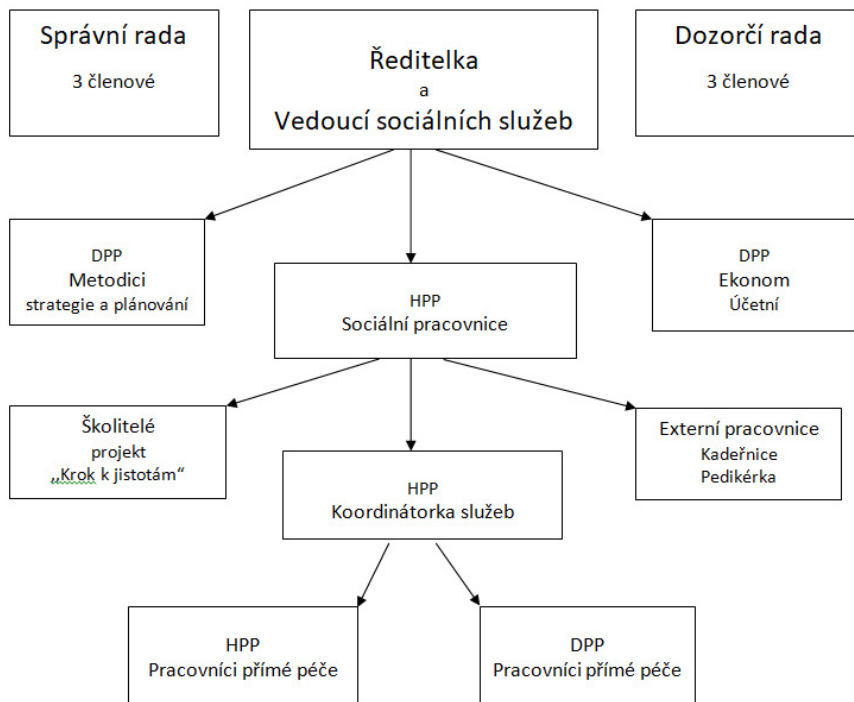 Správní rada
3 členové
Ředitelka
a
Vedoucí sociálních služeb
Dozorčí rada
3 členové
DPP
Metodici
strategie a plánování
HPP
Sociální pracovnice
DPP
Ekonom
Účetní
Školitelé
projekt
„Krok k jistotám“
HPP
Koordinátorka služeb
Externí pracovnice
Kadeřnice
Pedikérka
HPP
Pracovníci přímé péče
DPP
Pracovníci přímé péče